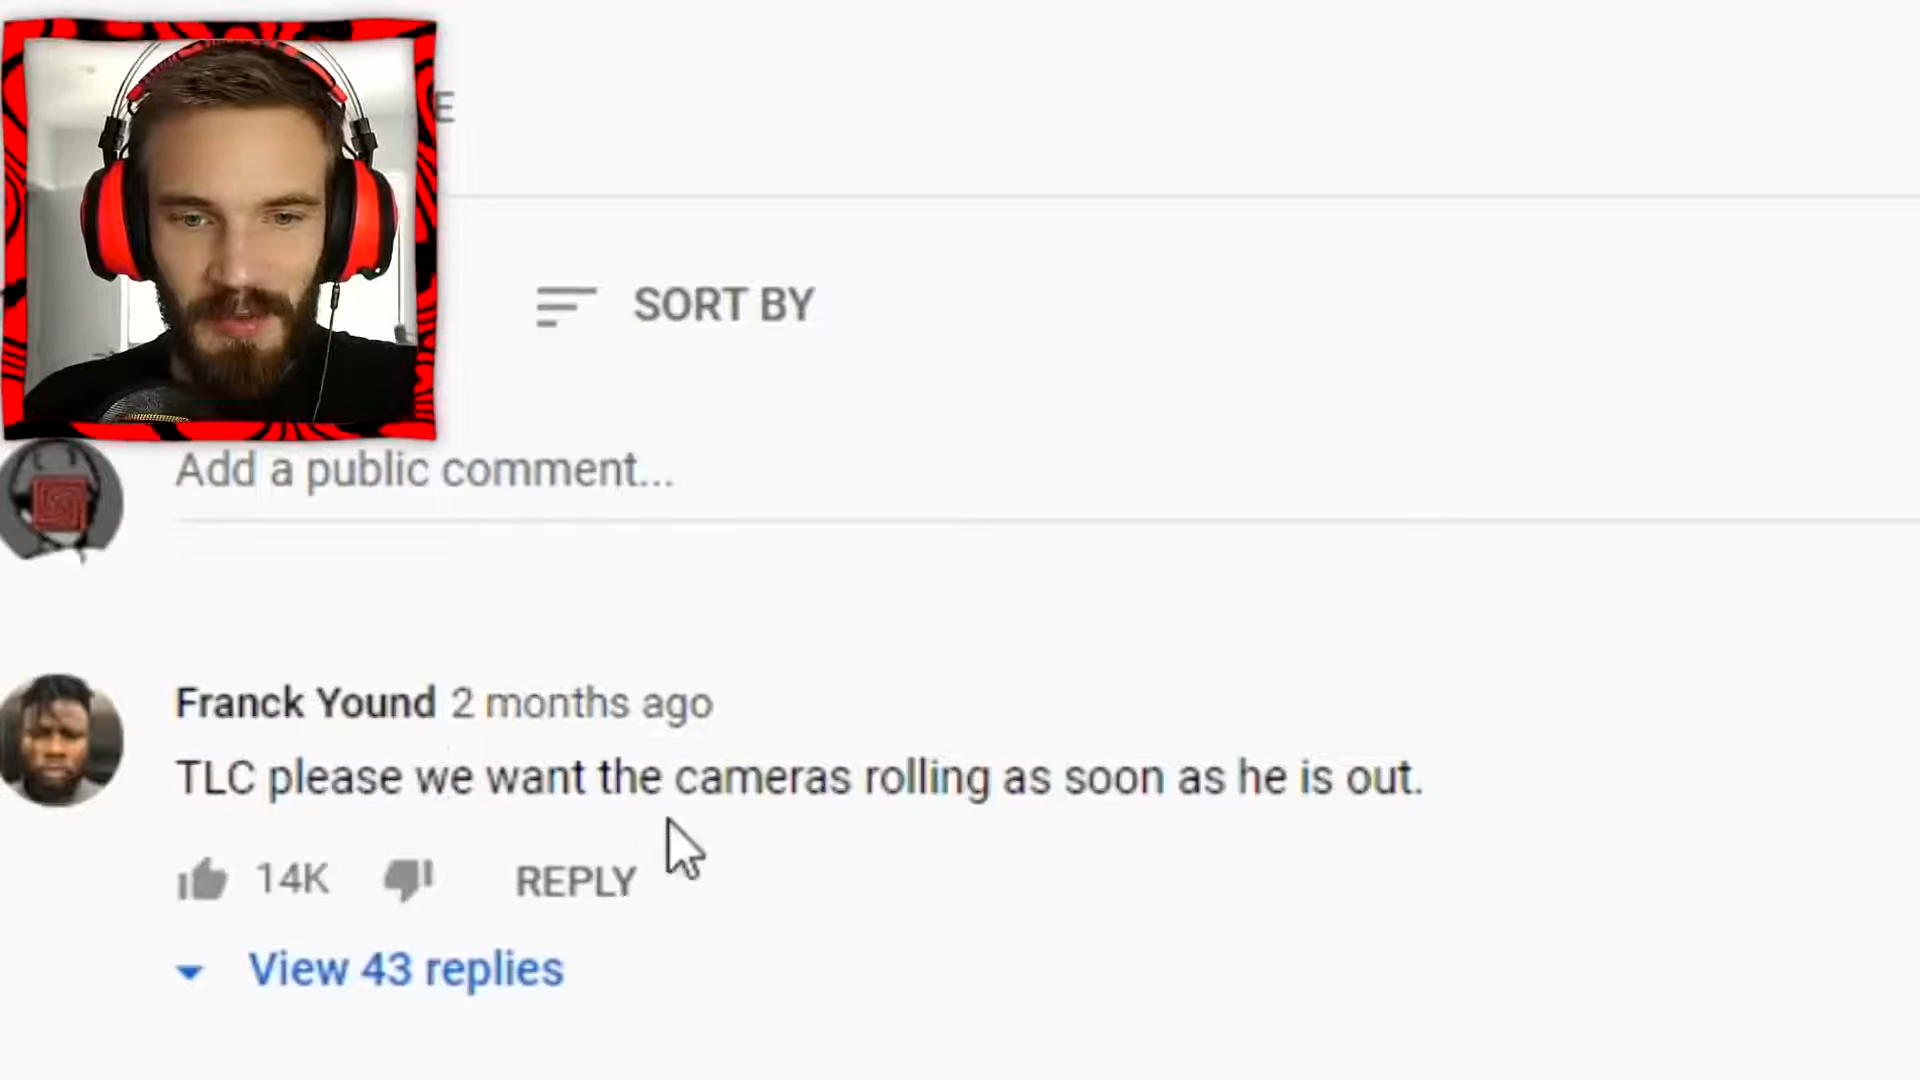 E
SORT BY
Add a public comment...
Franck Yound 2 months ago
TLC please we want the cameras rolling as soon as he is out.
14K REPLY
View 43 replies